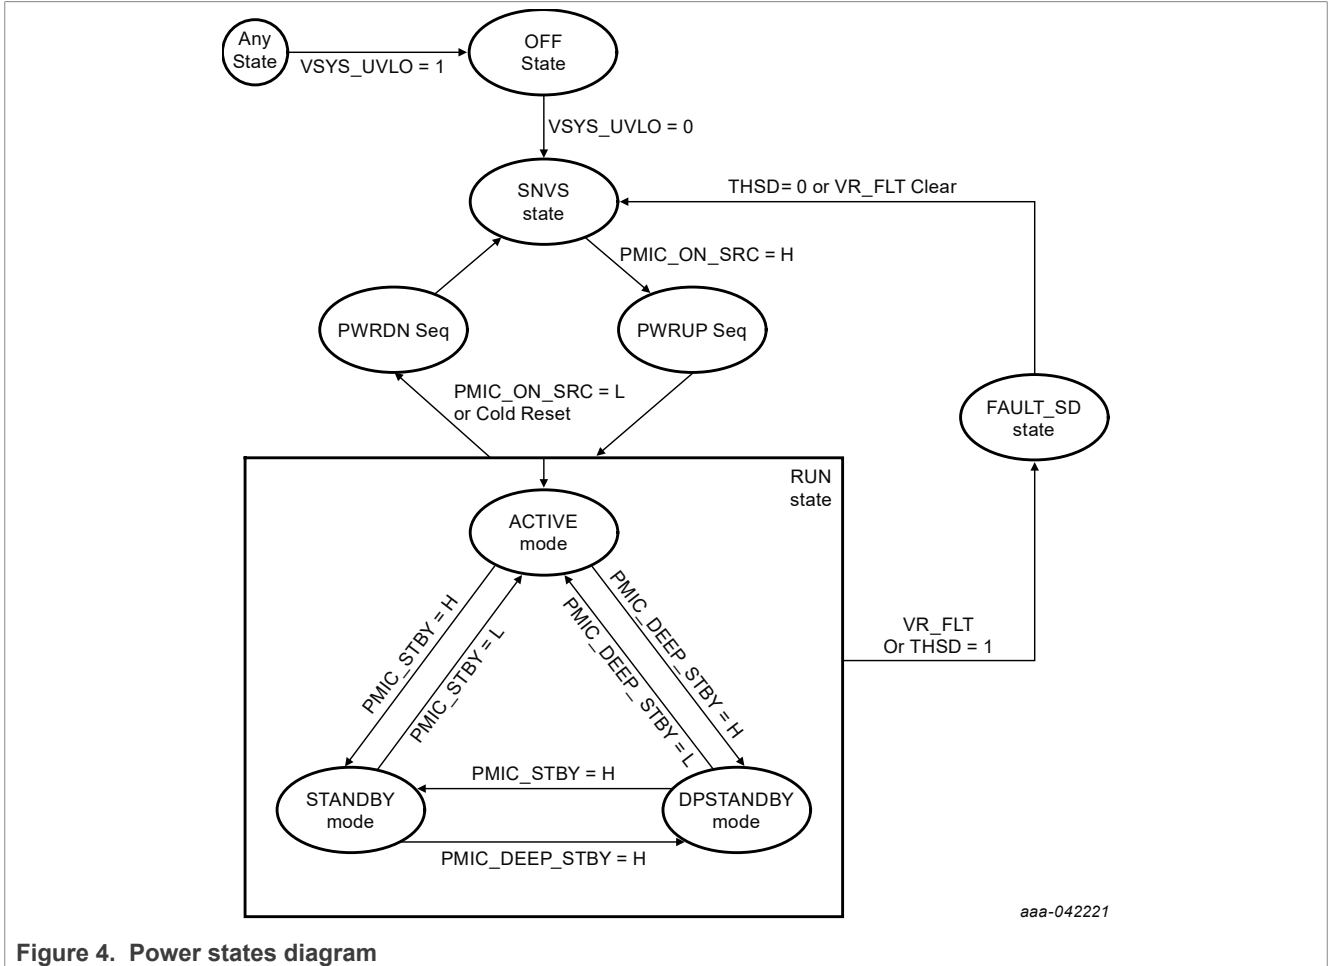 Any
State
VSYS_UVLO = 1
OFF
State
VSYS_UVLO = 0
SNVS
state
THSD= 0 or VR_FLT Clear
PMIC_ON_SRC = H
PWRDN Seq
PWRUP Seq
PMIC_ON_SRC = L
or Cold Reset
FAULT_SD
state
RUN
state
ACTIVE
mode
PMIC_STBY = H
PMIC_STBY = L
PMIC_DEEP_ STBY = L
PMIC_DEEP_STBY = H
VR_FLT
Or THSD = 1
PMIC_STBY = H
STANDBY
mode
DPSTANDBY
mode
PMIC_DEEP_STBY = H
aaa-042221
Figure 4. Power states diagram